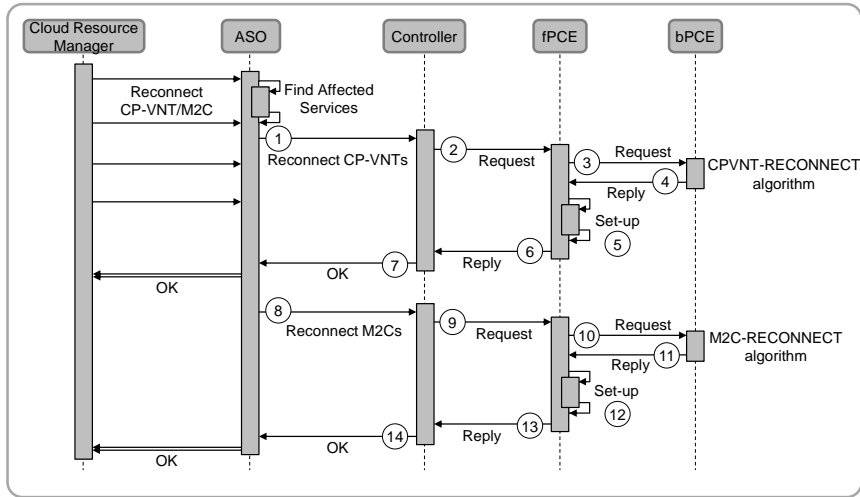 Cloud Resource
Manager
ASO
Controller
fPCE
bPCE
Reconnect
CP-VNT/M2C
Find Affected
Services
1
Reconnect CP-VNTs
2
Request
3
Request
4
Reply
CPVNT-RECONNECT
algorithm
Set-up
5
6
Reply
7
OK
OK
8
Reconnect M2Cs
9
Request
10
Request
11
Reply
M2C-RECONNECT
algorithm
Set-up
12
13
Reply
14
OK
OK